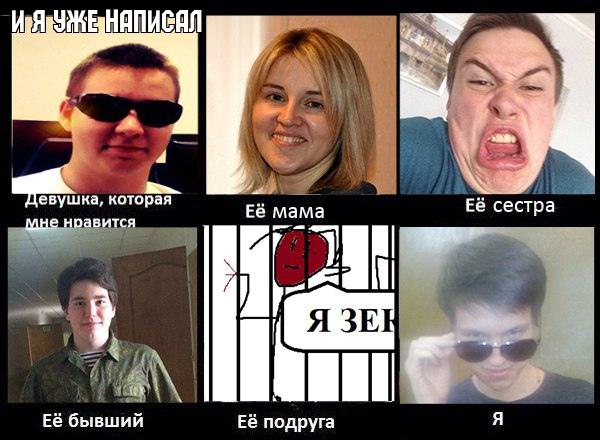 И Я УЖЕ НАПИСАЛ
Девушка, которая
мне нравится
Её мама
Её сестра
Я ЗЕК
Её бывший
Её подруга
Я